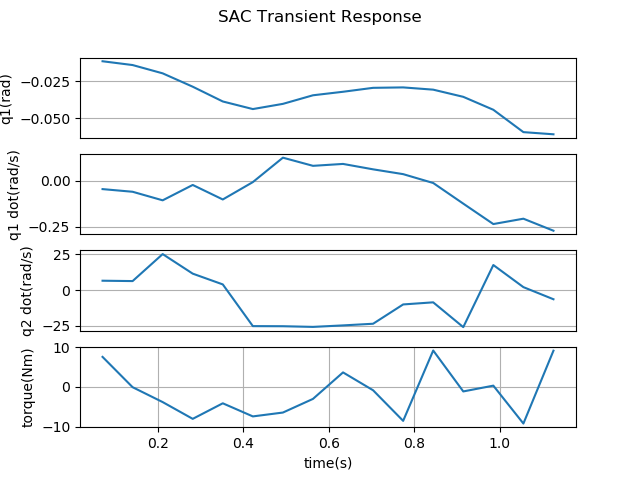 SAC Transient Response
q1(rad)
−0.025
−0.050
q1 dot(rad/s)
0.00
−0.25
q2 dot(rad/s)
25
0
−25
torque(Nm)
10
0
−10
0.2 0.4 0.6 0.8 1.0
time(s)